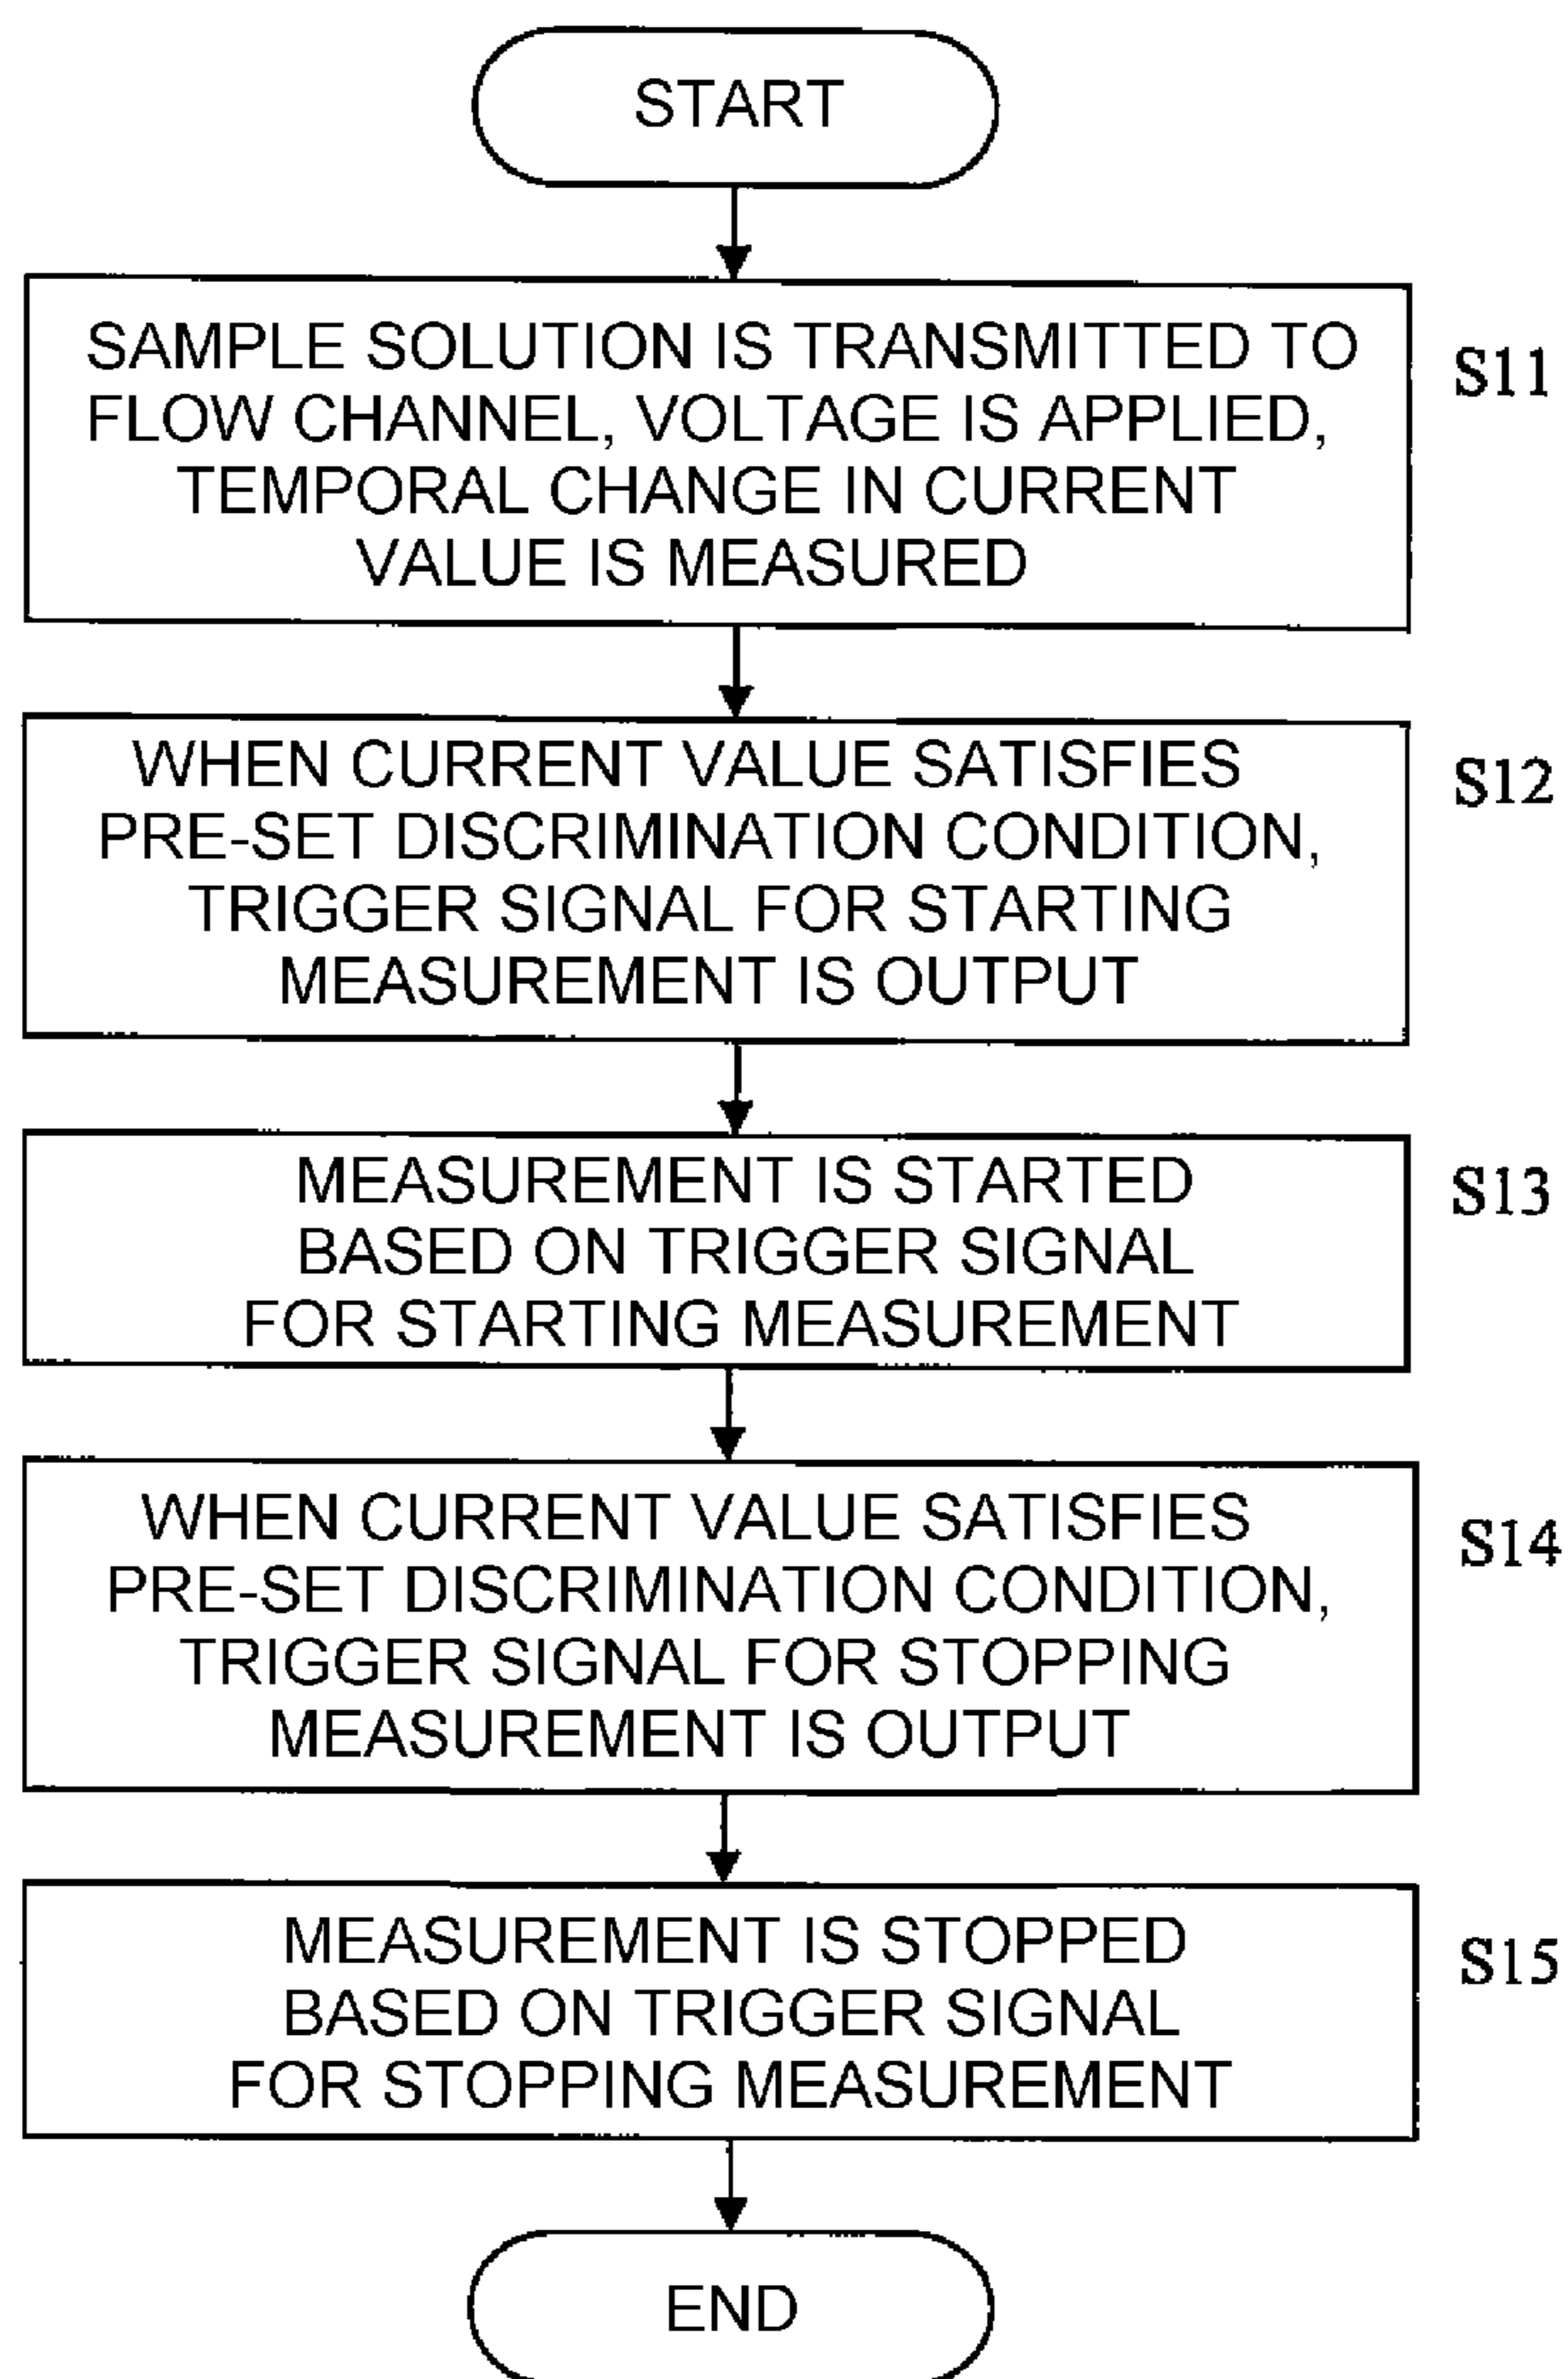 START
SAMPLE SOLUTION IS TRANSMITTED TO
FLOW CHANNEL, VOLTAGE IS APPLIED,
TEMPORAL CHANGE IN CURRENT
VALUE IS MEASURED
S11
WHEN CURRENT VALUE SATISFIES
PRE-SET DISCRIMINATION CONDITION,
TRIGGER SIGNAL FOR STARTING
MEASUREMENT IS OUTPUT
S12
MEASUREMENT IS STARTED
BASED ON TRIGGER SIGNAL
FOR STARTING MEASUREMENT
S13
WHEN CURRENT VALUE SATISFIES
PRE-SET DISCRIMINATION CONDITION,
TRIGGER SIGNAL FOR STOPPING
MEASUREMENT IS OUTPUT
S14
MEASUREMENT IS STOPPED
BASED ON TRIGGER SIGNAL
FOR STOPPING MEASUREMENT
S15
END